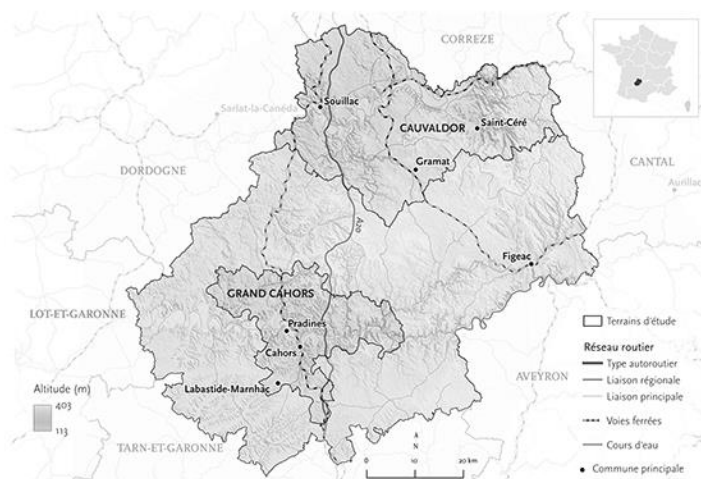 CORREZE
Souillac
Sarlat-la-Canéda
CAUVALDOR
Saint-Céré
Gramat
DORDOGNE
CANTAL
Aurillac
A20
Figeac
GRAND CAHORS
LOT-ET-GARONNE
Pradines
Cahors
Labastide-Marnhac
AVEYRON
TARN-ET-GARONNE
Altitude (m)
403
113
N
0 10 20 km
Terrains d'étude
Réseau routier
Type autoroutier
Liaison régionale
Liaison principale
Voies ferrées
Cours d'eau
Commune principale